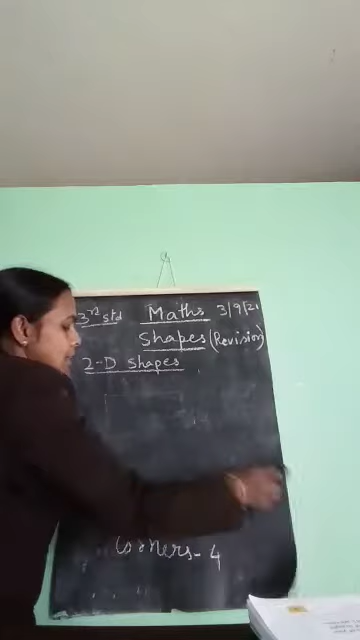 3rd std Maths 3/9/21
Shapes (Revision)
2-D Shapes
Corners - 4